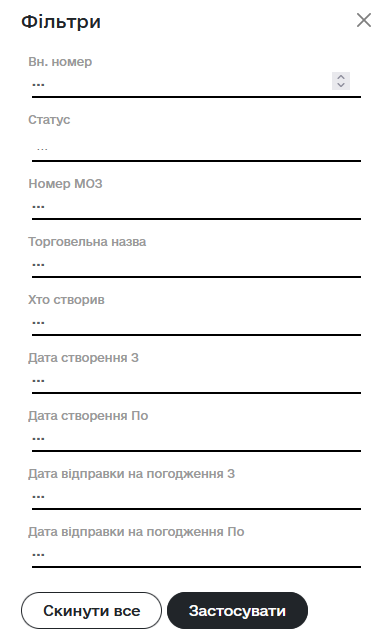 Фільтри
Вн. номер
...
Статус
...
Номер МОЗ
...
Торговельна назва
...
Хто створив
...
Дата створення З
...
Дата створення По
...
Дата відправки на погодження З
...
Дата відправки на погодження По
...
Скинути все
Застосувати